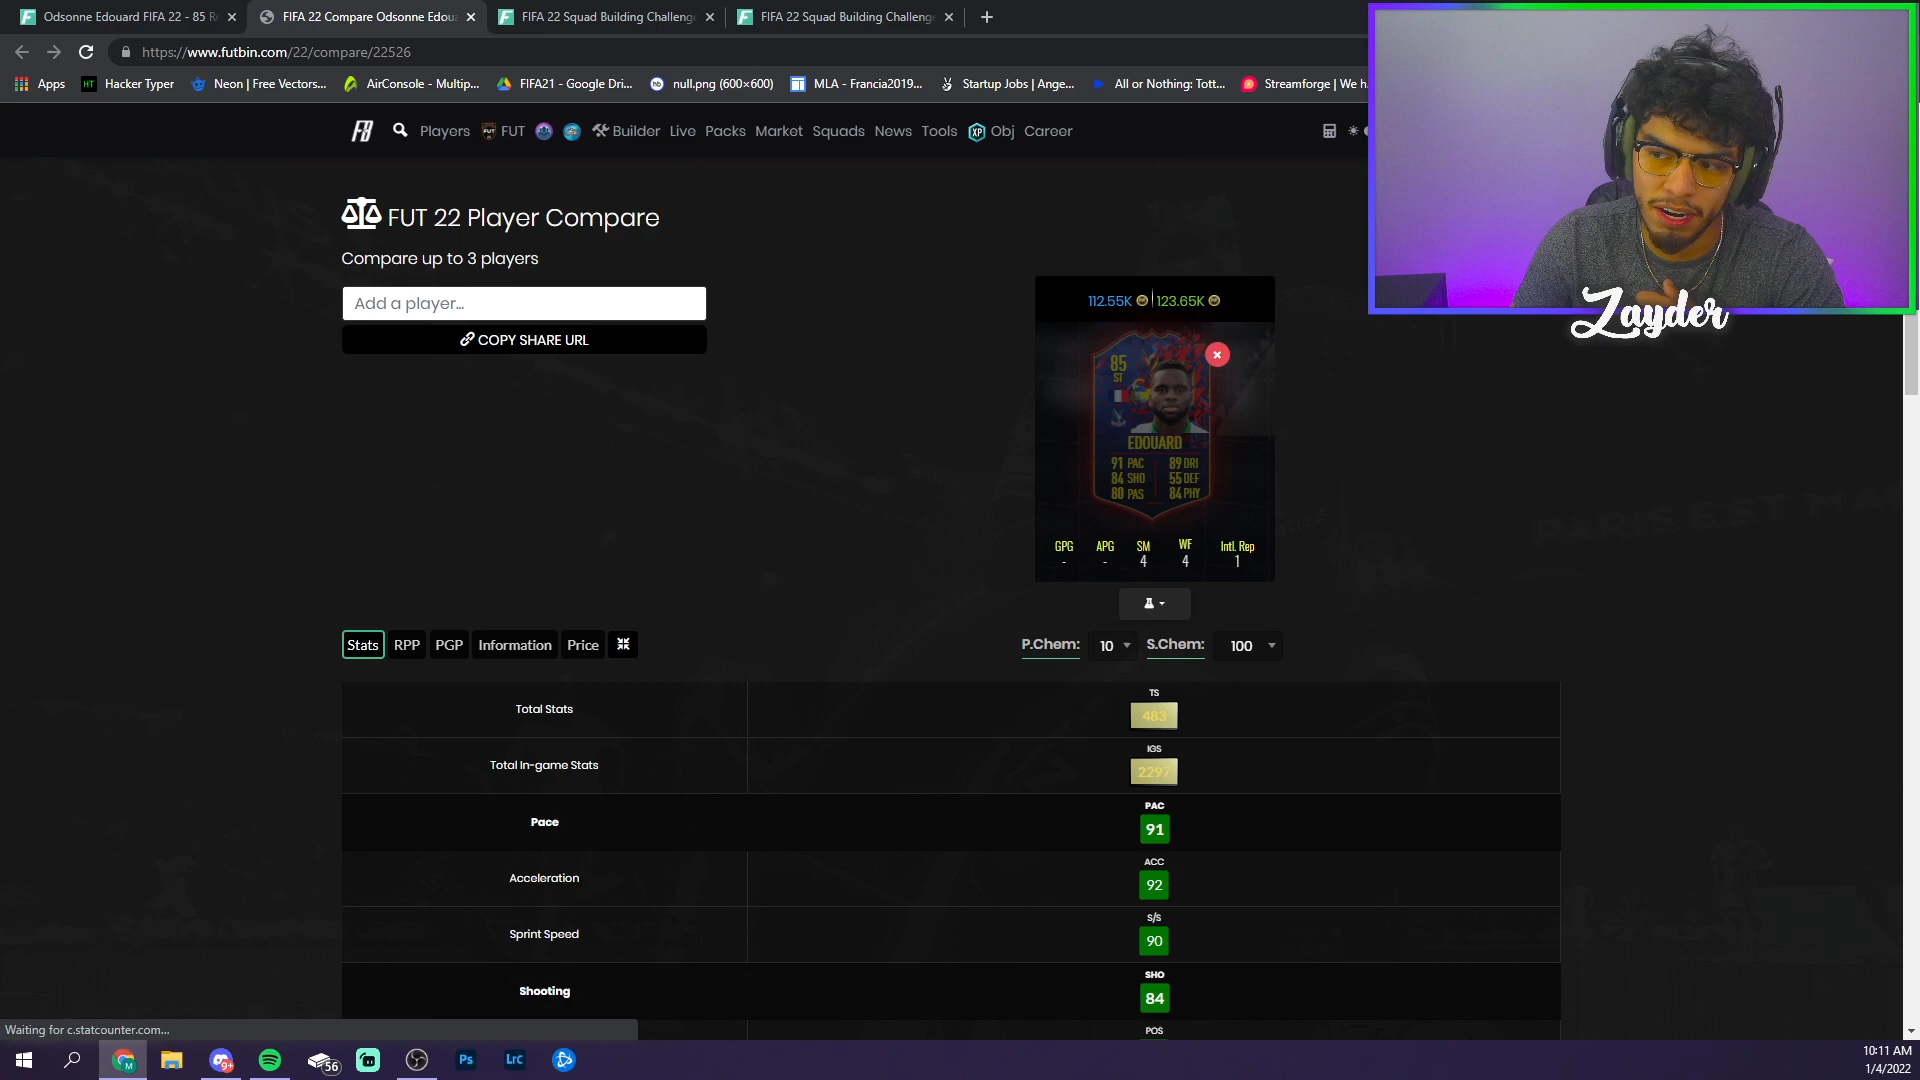 Odsonne Edouard FIFA 22 - 85 R
FIFA 22 Compare Odsonne Edoua
FIFA 22 Squad Building Challeng
FIFA 22 Squad Building Challeng
https://www.futbin.com/22/compare/22526
Apps
HT Hacker Typer
Neon | Free Vectors...
AirConsole - Multip...
FIFA21 - Google Dri...
null.png (600×600)
MLA - Francia2019...
Startup Jobs | Ange...
All or Nothing: Tott...
Streamforge | We h
Players
FUT
Builder
Live
Packs
Market
Squads
News
Tools
XP Obj
Career
Zayder
FUT 22 Player Compare
Compare up to 3 players
Add a player...
COPY SHARE URL
112.55K 123.65K
85
ST
EDOUARD
91 PAC 89 DRI
84 SHO 55 DEF
80 PAS 84 PHY
GPG APG SM WF Intl. Rep
- - 4 4 1
Stats RPP PGP Information Price
P.Chem: 10 S.Chem: 100
Total Stats
TS
483
Total In-game Stats
IGS
2297
Pace
PAC
91
Acceleration
ACC
92
Sprint Speed
S/S
90
Shooting
SHO
84
POS
Waiting for c.statcounter.com...
M
9+
56
Ps
Lrc
10:11 AM
1/4/2022